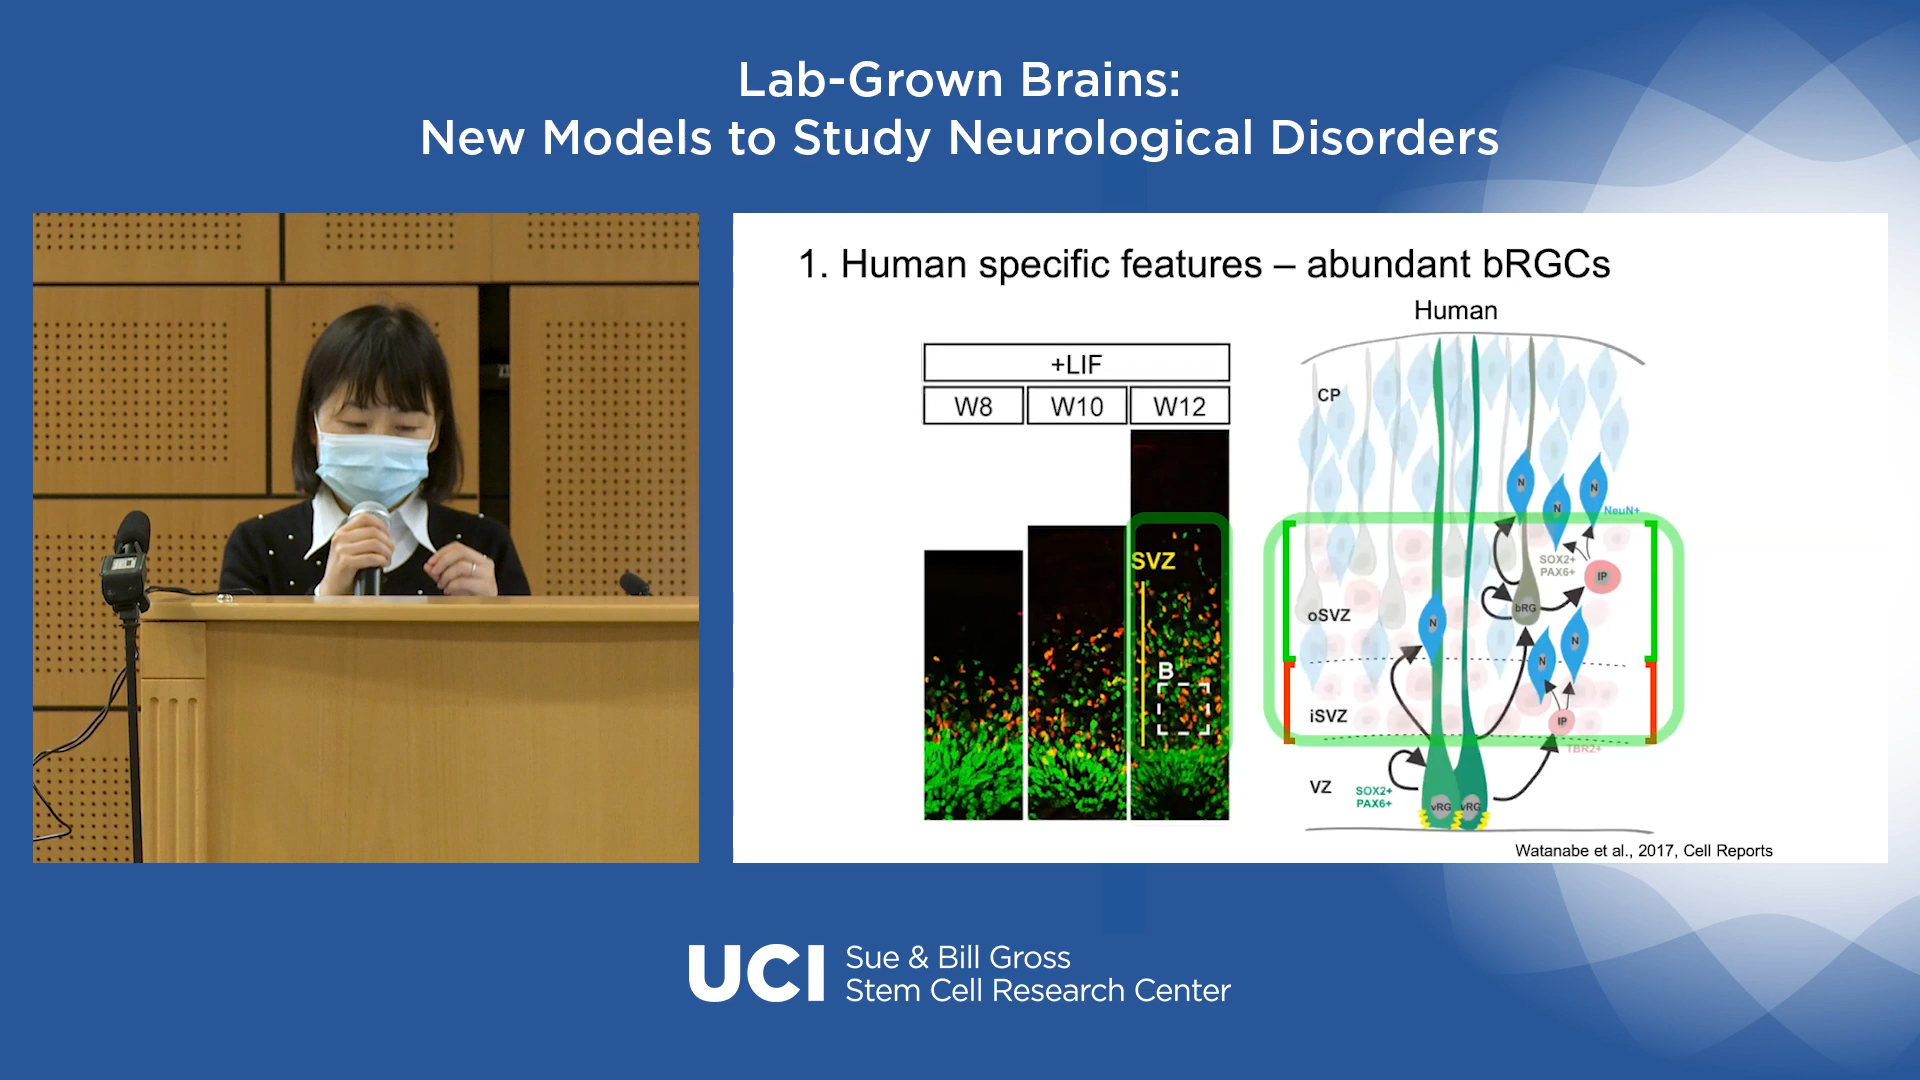 Lab-Grown Brains:
New Models to Study Neurological Disorders
1. Human specific features – abundant bRGCs
Human
+LIF
W8
W10
W12
SVZ
B
CP
oSVZ
iSVZ
VZ
N
N
N
NeuN+
SOX2+
PAX6+
IP
bRG
N
N
N
IP
TBR2+
SOX2+
PAX6+
vRG
vRG
Watanabe et al., 2017, Cell Reports
UCI
Sue & Bill Gross
Stem Cell Research Center